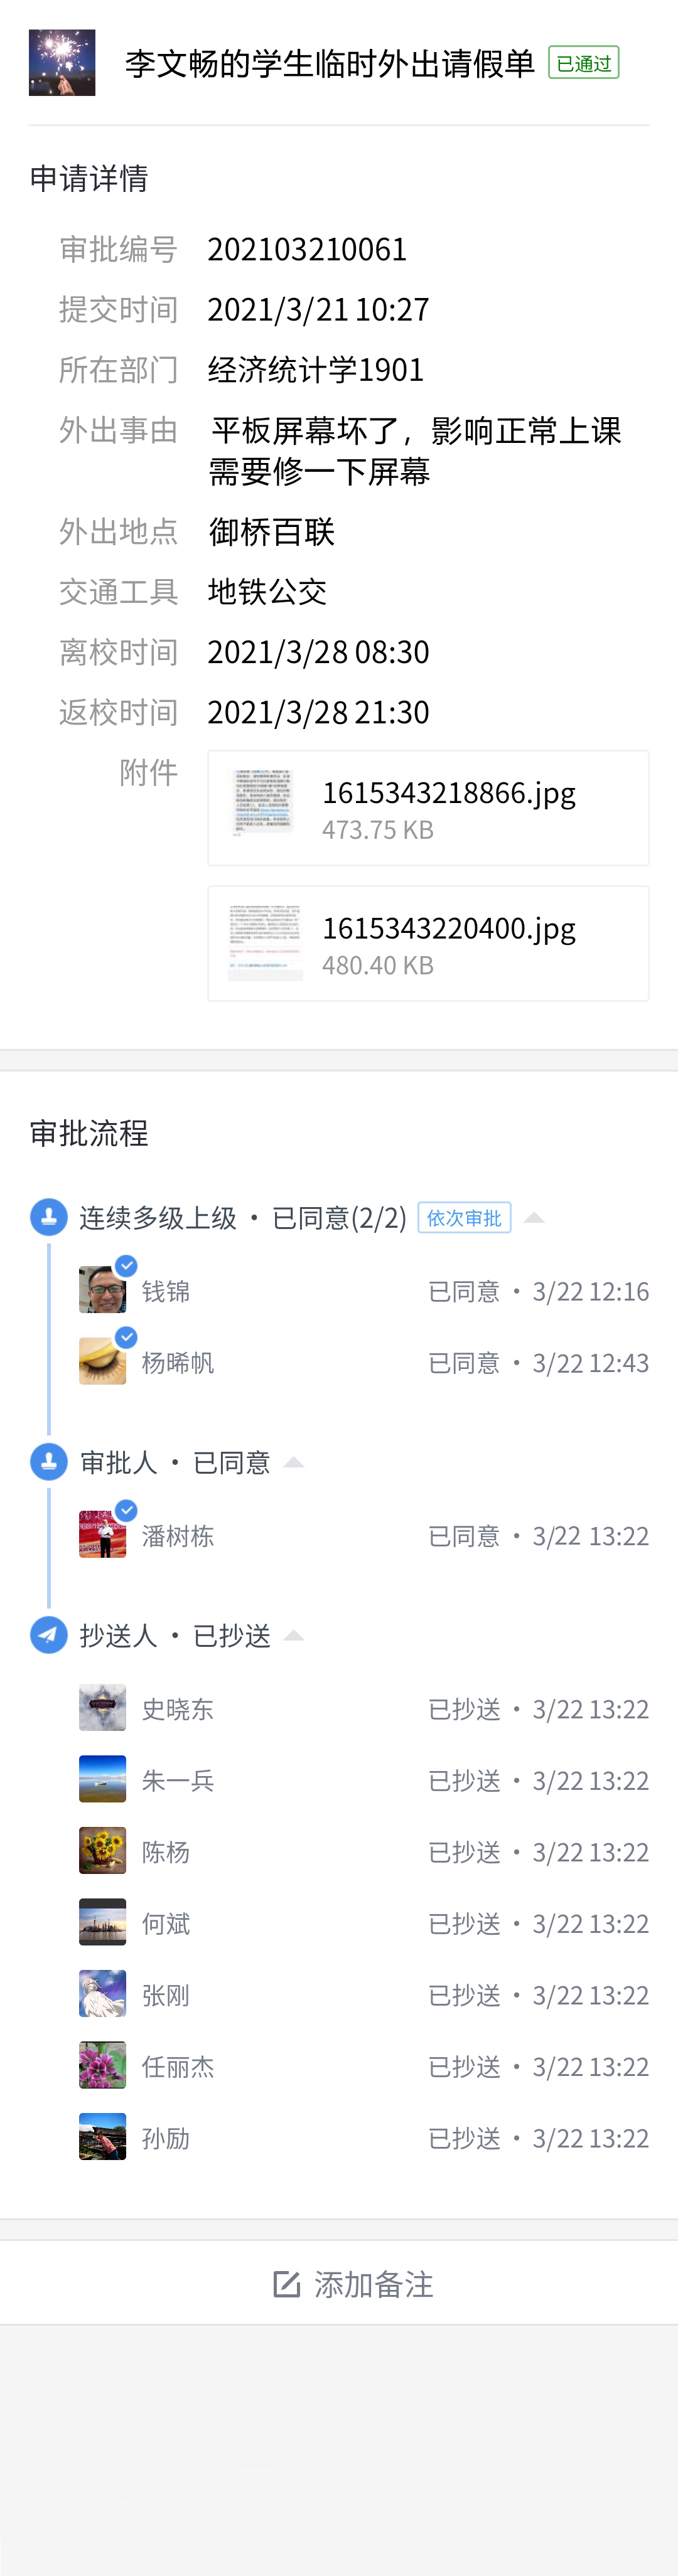 李文畅的学生临时外出请假单 已通过
申请详情
审批编号 202103210061
提交时间 2021/3/21 10:27
所在部门 经济统计学1901
外出事由 平板屏幕坏了，影响正常上课
需要修一下屏幕
外出地点 御桥百联
交通工具 地铁公交
离校时间 2021/3/28 08:30
返校时间 2021/3/28 21:30
附件 1615343218866.jpg
473.75 KB
1615343220400.jpg
480.40 KB
审批流程
连续多级上级 · 已同意(2/2) 依次审批
钱锦 已同意 · 3/22 12:16
杨晞帆 已同意 · 3/22 12:43
审批人 · 已同意
潘树栋 已同意 · 3/22 13:22
抄送人 · 已抄送
史晓东 已抄送 · 3/22 13:22
朱一兵 已抄送 · 3/22 13:22
陈杨 已抄送 · 3/22 13:22
何斌 已抄送 · 3/22 13:22
张刚 已抄送 · 3/22 13:22
任丽杰 已抄送 · 3/22 13:22
孙励 已抄送 · 3/22 13:22
添加备注